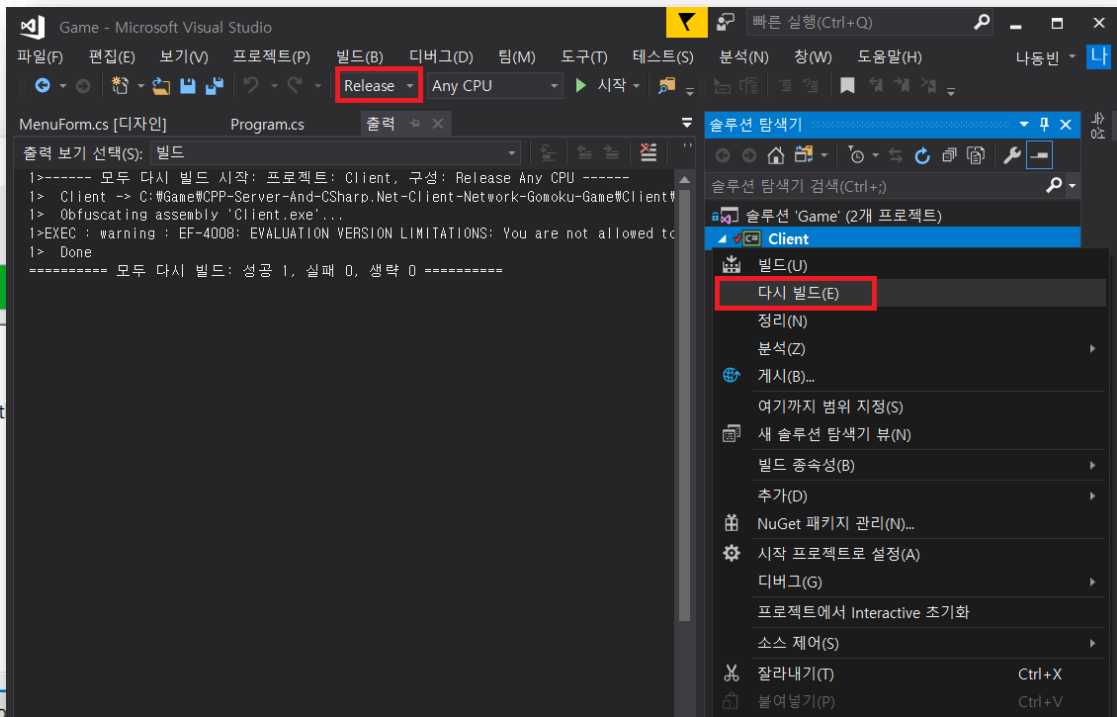 Game - Microsoft Visual Studio
빠른 실행(Ctrl+Q)
파일(F) 편집(E) 보기(V) 프로젝트(P) 빌드(B) 디버그(D) 팀(M) 도구(T) 테스트(S) 분석(N) 창(W) 도움말(H) 나동빈 나
Release Any CPU 시작
MenuForm.cs [디자인] Program.cs 출력
출력 보기 선택(S): 빌드
1>------ 모두 다시 빌드 시작: 프로젝트: Client, 구성: Release Any CPU ------
1> Client -> C:₩Game₩CPP-Server-And-CSharp.Net-Client-Network-Gomoku-Game₩Client₩
1> Obfuscating assembly 'Client.exe'...
1>EXEC : warning : EF-4008: EVALUATION VERSION LIMITATIONS: You are not allowed to
1> Done
========== 모두 다시 빌드: 성공 1, 실패 0, 생략 0 ==========
솔루션 탐색기
속성
솔루션 탐색기 검색(Ctrl+;)
솔루션 'Game' (2개 프로젝트)
C# Client
빌드(U)
다시 빌드(E)
정리(N)
분석(Z)
게시(B)...
여기까지 범위 지정(S)
새 솔루션 탐색기 뷰(N)
빌드 종속성(B)
추가(D)
NuGet 패키지 관리(N)...
시작 프로젝트로 설정(A)
디버그(G)
프로젝트에서 Interactive 초기화
소스 제어(S)
잘라내기(T) Ctrl+X
붙여넣기(P) Ctrl+V